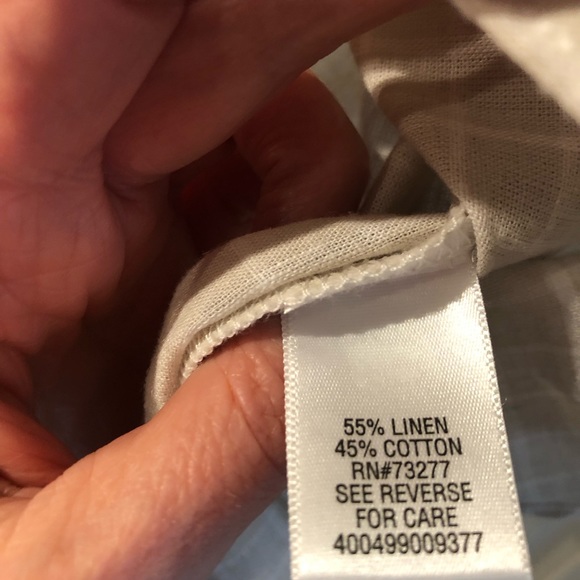 55% LINEN
45% COTTON
RN#73277
SEE REVERSE
FOR CARE
400499009377